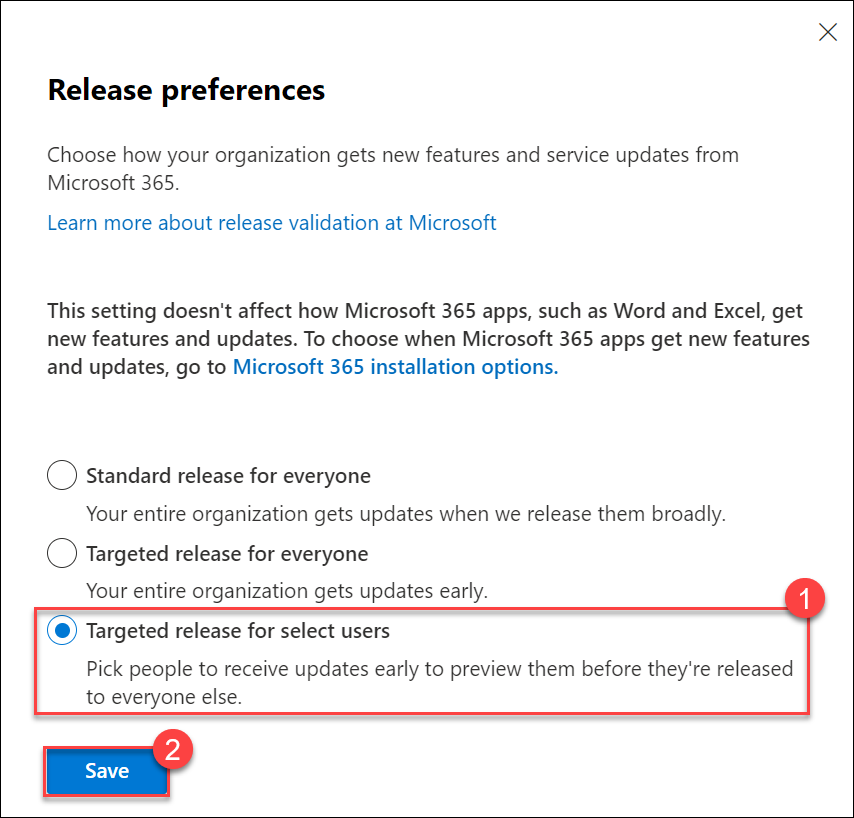 Release preferences
Choose how your organization gets new features and service updates from
Microsoft 365.
Learn more about release validation at Microsoft
This setting doesn't affect how Microsoft 365 apps, such as Word and Excel, get
new features and updates. To choose when Microsoft 365 apps get new features
and updates, go to Microsoft 365 installation options.
Standard release for everyone
Your entire organization gets updates when we release them broadly.
Targeted release for everyone
Your entire organization gets updates early.
1
Targeted release for select users
Pick people to receive updates early to preview them before they're released
to everyone else.
2
Save